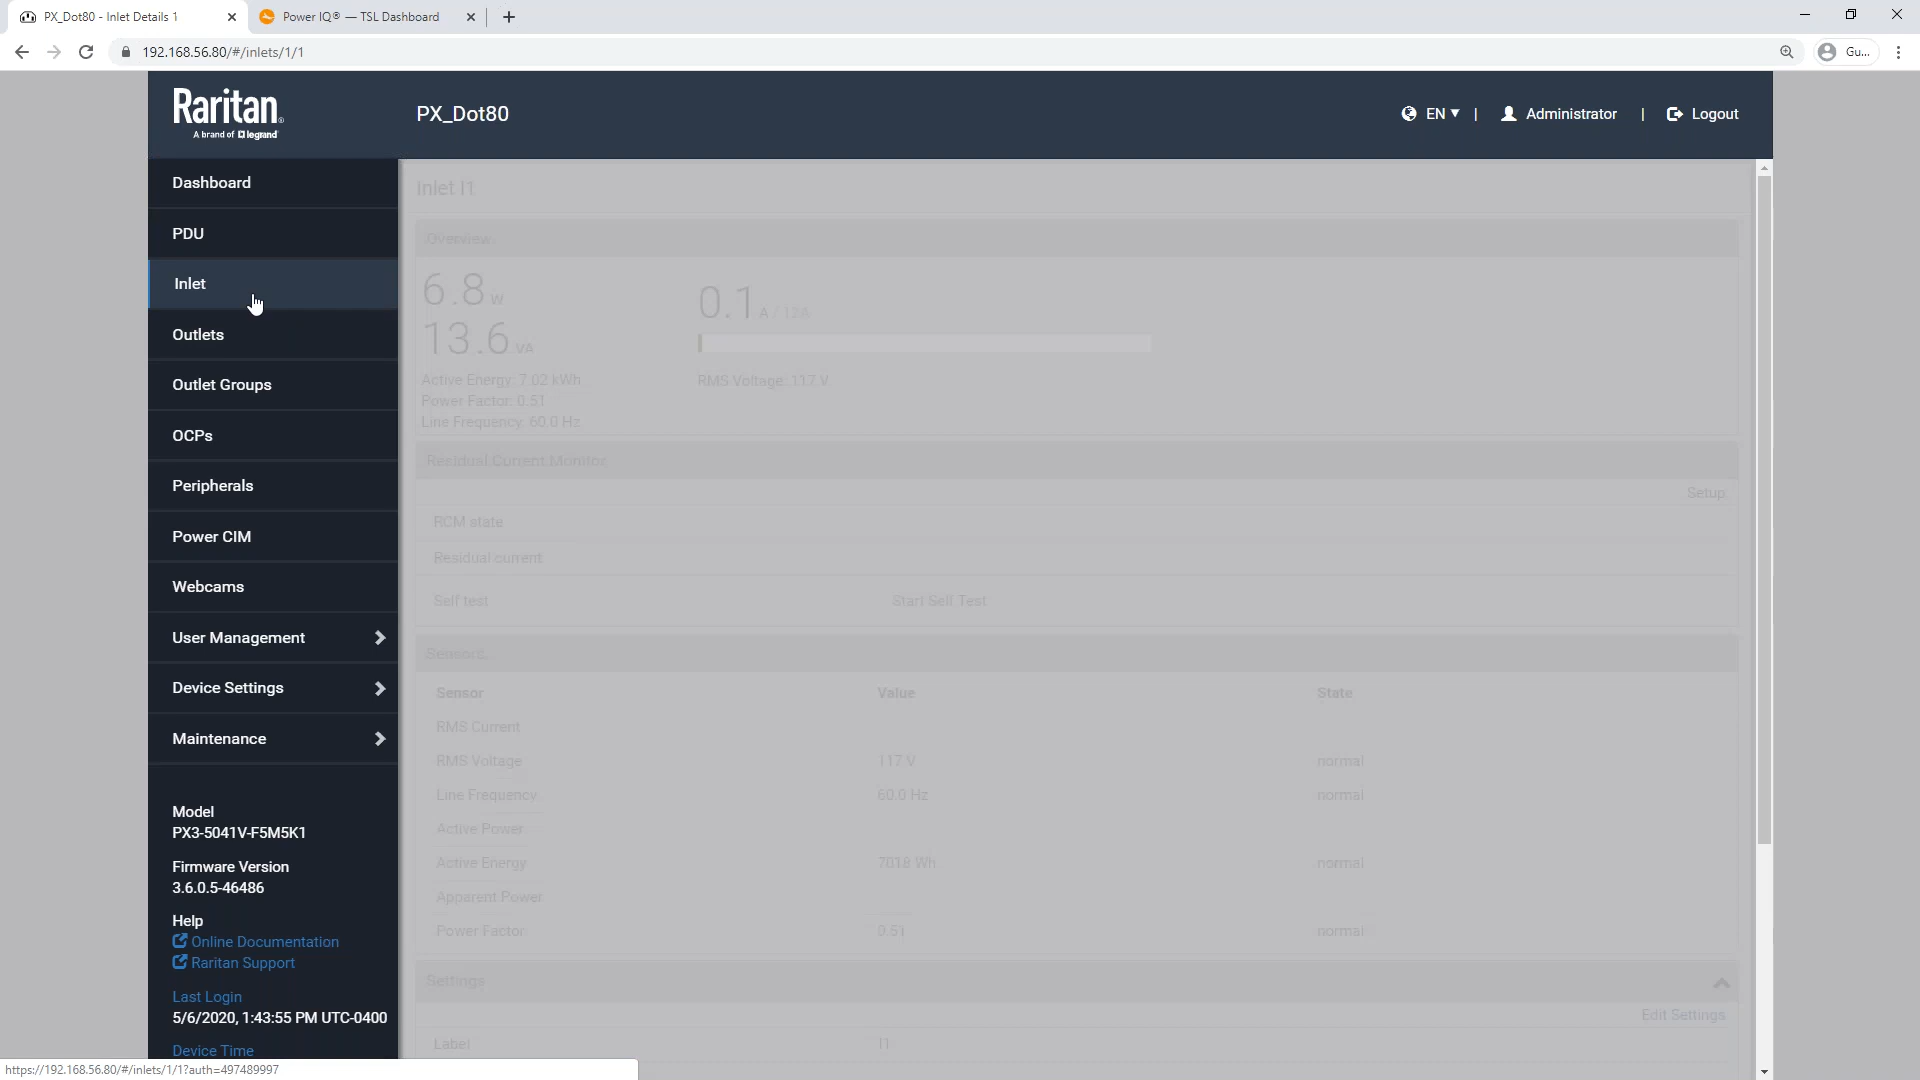 PX_Dot80 - Inlet Details 1
Power IQ® — TSL Dashboard
192.168.56.80/#/inlets/1/1
Gu...
Raritan.
A brand of legrand
PX_Dot80
EN
Administrator
Logout
Dashboard
PDU
Inlet
Outlets
Outlet Groups
OCPs
Peripherals
Power CIM
Webcams
User Management
Device Settings
Maintenance
Model
PX3-5041V-F5M5K1
Firmware Version
3.6.0.5-46486
Help
Online Documentation
Raritan Support
Last Login
5/6/2020, 1:43:55 PM UTC-0400
Device Time
Inlet I1
Overview
6.8 W
13.6 VA
Active Energy: 7.02 kWh
Power Factor: 0.51
Line Frequency: 60.0 Hz
0.1 A / 12A
RMS Voltage: 117 V
Residual Current Monitor
Setup
RCM state
Residual current
Self test Start Self Test
Sensors
Sensor Value State
RMS Current
RMS Voltage 117 V normal
Line Frequency 60.0 Hz normal
Active Power
Active Energy 7018 Wh normal
Apparent Power
Power Factor 0.51 normal
Settings
Edit Settings
Label I1
https://192.168.56.80/#/inlets/1/1?auth=497489997